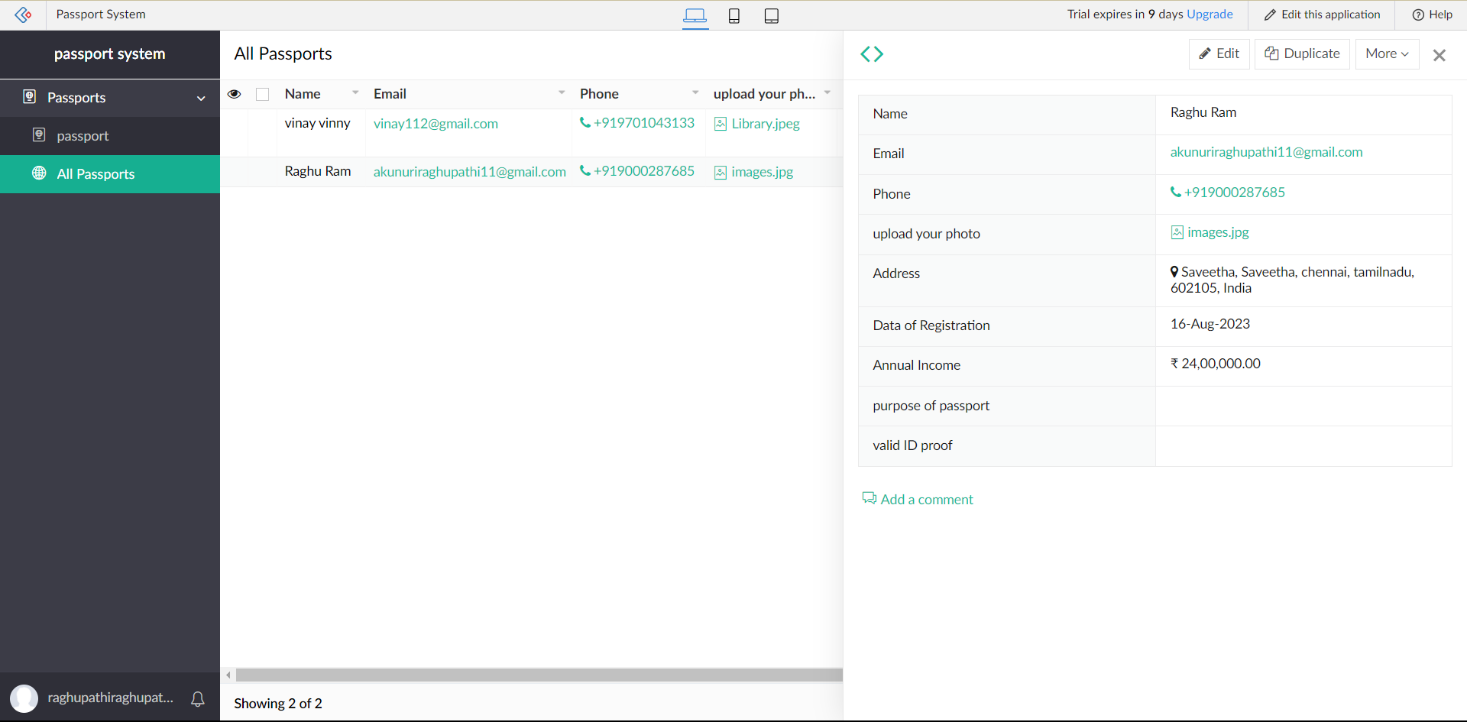 Passport System
Trial expires in 9 days Upgrade
Edit this application
Help
passport system
Passports
passport
All Passports
raghupathiraghupat...
All Passports
Name Email Phone upload your ph...
vinay vinny vinay112@gmail.com +919701043133 Library.jpeg
Raghu Ram akunuriraghupathi11@gmail.com +919000287685 images.jpg
Showing 2 of 2
Edit Duplicate More
Name Raghu Ram
Email akunuriraghupathi11@gmail.com
Phone +919000287685
upload your photo images.jpg
Address Saveetha, Saveetha, chennai, tamilnadu,
602105, India
Data of Registration 16-Aug-2023
Annual Income ₹ 24,00,000.00
purpose of passport
valid ID proof
Add a comment